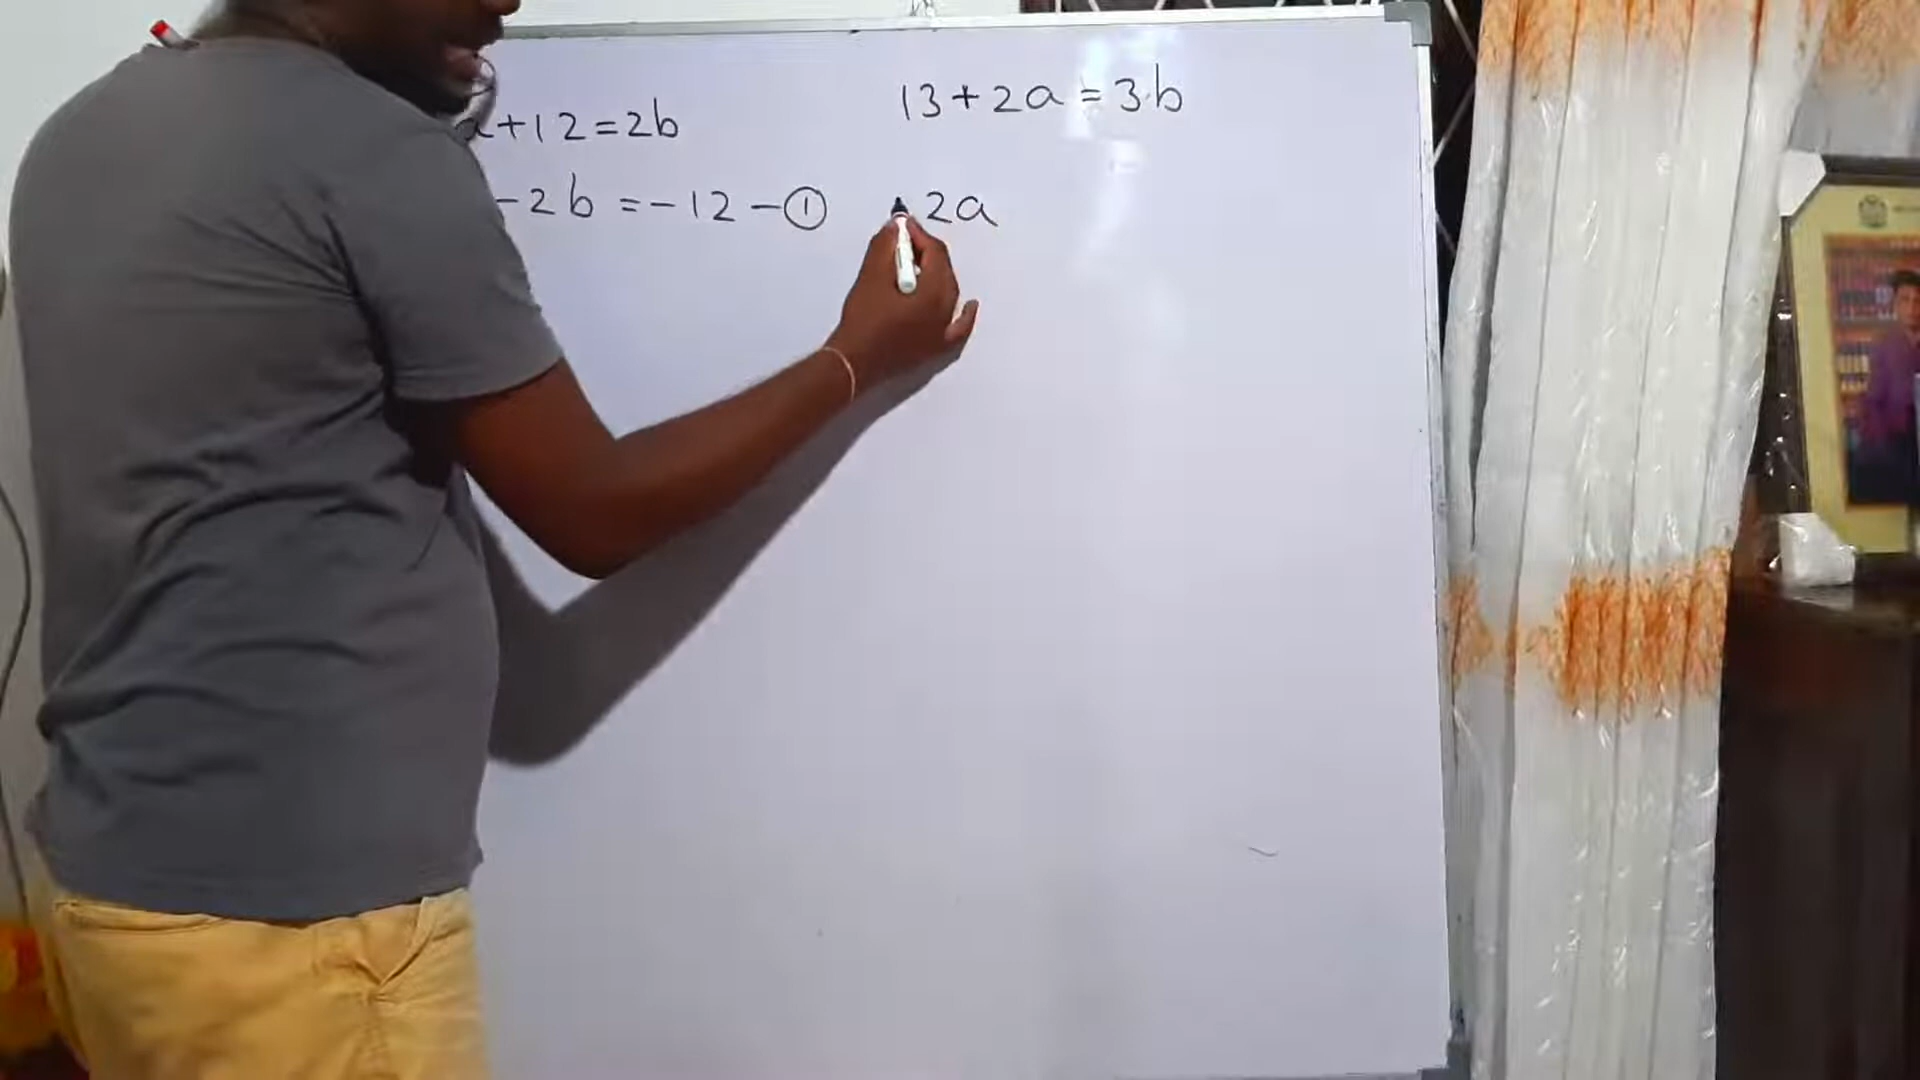 a+12=2b
-2b =-12-①
13+2a=3b
2a